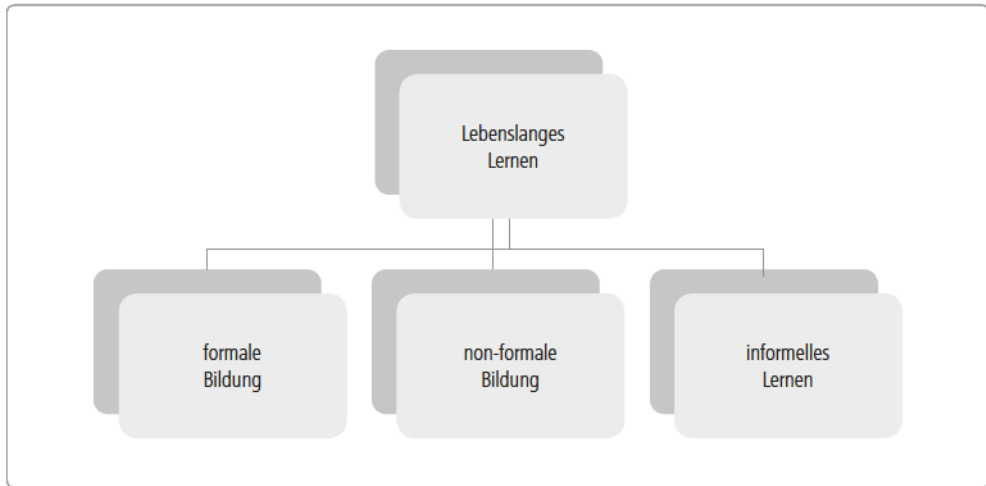 Lebenslanges
Lernen
formale
Bildung
non-formale
Bildung
informelles
Lernen